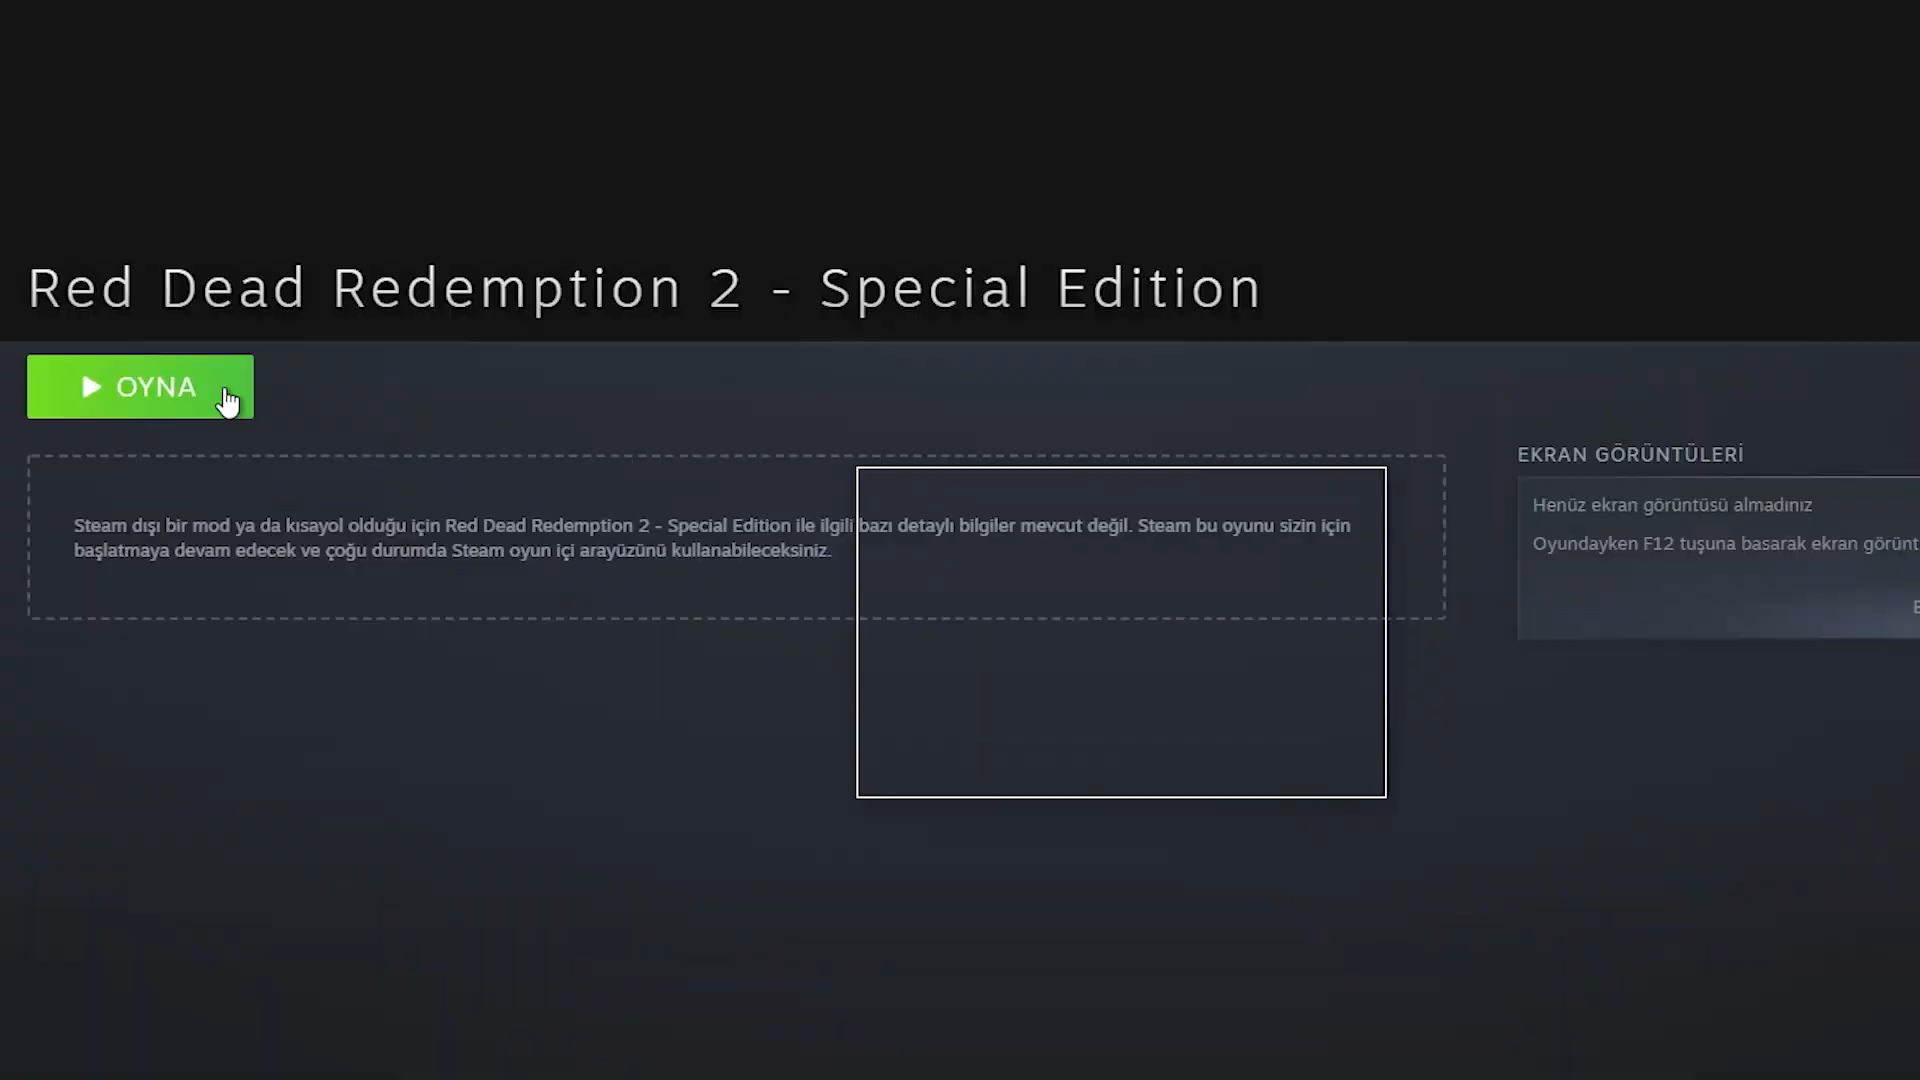 Red Dead Redemption 2 - Special Edition
OYNA
EKRAN GÖRÜNTÜLERİ
Henüz ekran görüntüsü almadınız
Oyundayken F12 tuşuna basarak ekran görünt
Steam dışı bir mod ya da kısayol olduğu için Red Dead Redemption 2 - Special Edition ile ilgili bazı detaylı bilgiler mevcut değil. Steam bu oyunu sizin için
başlatmaya devam edecek ve çoğu durumda Steam oyun içi arayüzünü kullanabileceksiniz.